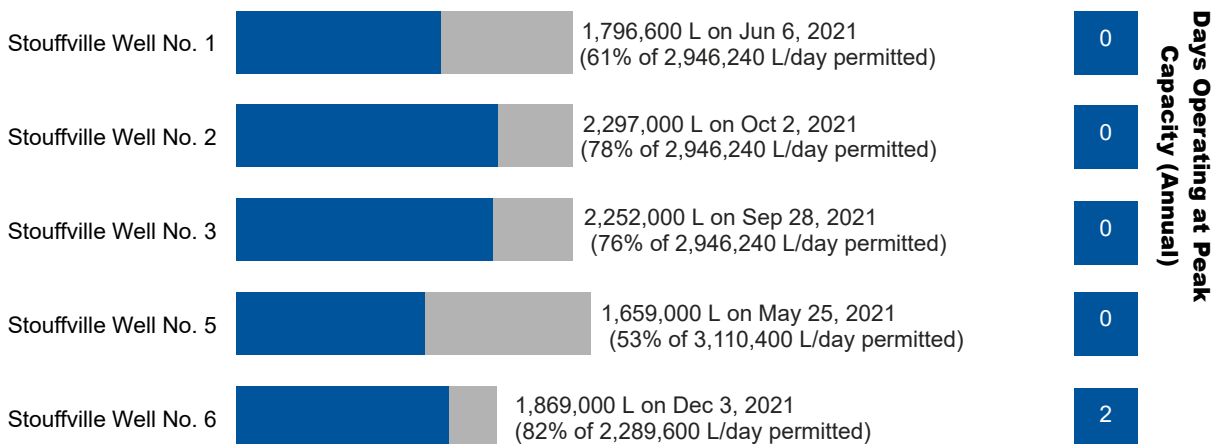 Stouffville Well No. 1
1,796,600 L on Jun 6, 2021
(61% of 2,946,240 L/day permitted)
0
Stouffville Well No. 2
2,297,000 L on Oct 2, 2021
(78% of 2,946,240 L/day permitted)
0
Stouffville Well No. 3
2,252,000 L on Sep 28, 2021
(76% of 2,946,240 L/day permitted)
0
Stouffville Well No. 5
1,659,000 L on May 25, 2021
(53% of 3,110,400 L/day permitted)
0
Stouffville Well No. 6
1,869,000 L on Dec 3, 2021
(82% of 2,289,600 L/day permitted)
2
Days Operating at Peak
Capacity (Annual)